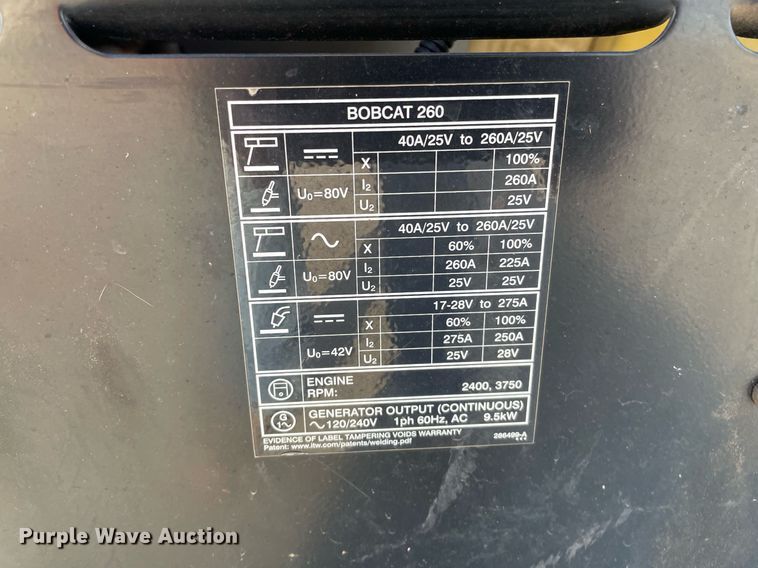 BOBCAT 260
40A/25V to 260A/25V
X 100%
I2 260A
U0=80V
U2 25V
40A/25V to 260A/25V
X 60% 100%
I2 260A 225A
U0=80V
U2 25V 25V
17-28V to 275A
X 60% 100%
I2 275A 250A
U0=42V
U2 25V 28V
ENGINE
RPM: 2400, 3750
G
1~
GENERATOR OUTPUT (CONTINUOUS)
~120/240V 1ph 60Hz, AC 9.5kW
EVIDENCE OF LABEL TAMPERING VOIDS WARRANTY
Patent: www.itw.com/patents/welding.pdf
Purple Wave Auction